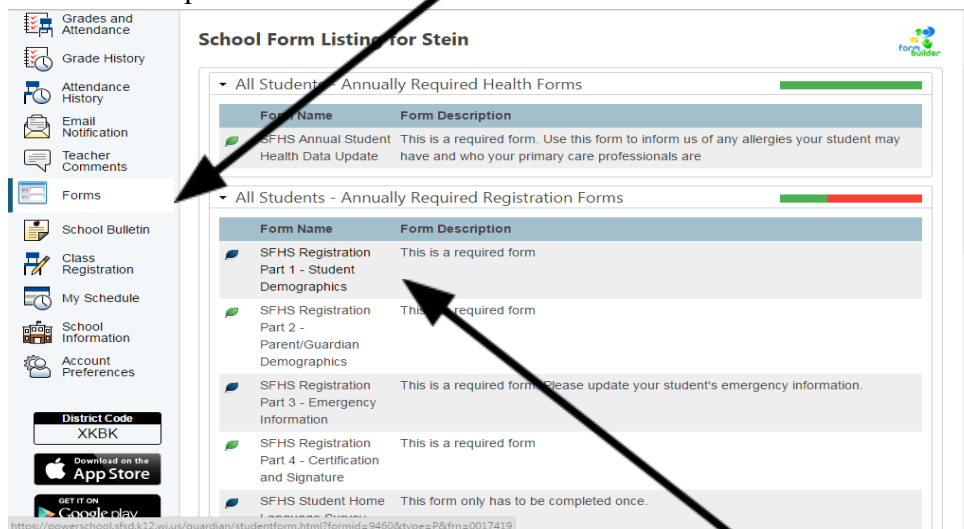 Grades and
Attendance
Grade History
Attendance
History
Email
Notification
Teacher
Comments
Forms
School Bulletin
Class
Registration
My Schedule
School
Information
Account
Preferences
District Code
XKBK
Download on the
App Store
GET IT ON
Google play
School Form Listing for Stein
form
builder
All Students - Annually Required Health Forms
Form Name Form Description
SFHS Annual Student This is a required form. Use this form to inform us of any allergies your student may
Health Data Update have and who your primary care professionals are
All Students - Annually Required Registration Forms
Form Name Form Description
SFHS Registration This is a required form
Part 1 - Student
Demographics
SFHS Registration This is a required form
Part 2 -
Parent/Guardian
Demographics
SFHS Registration This is a required form. Please update your student's emergency information.
Part 3 - Emergency
Information
SFHS Registration This is a required form
Part 4 - Certification
and Signature
SFHS Student Home This form only has to be completed once.
Language Survey
https://powerschool.sfsd.k12.wi.us/guardian/studentform.html?formid=9460&type=P&frn=0017419